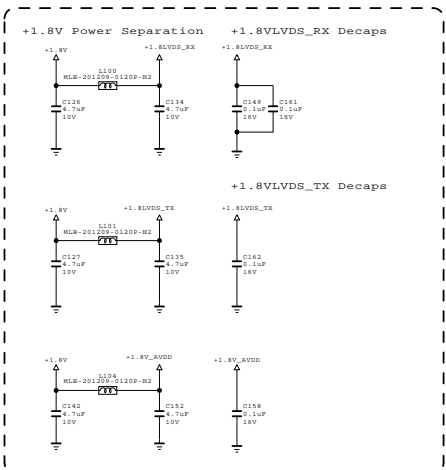 +1.8V Power Separation
+1.8VLVDS_RX Decaps
+1.8V
+1.8LVDS_RX
+1.8LVDS_RX
L100
MLB-201209-0120P-N2
C126
4.7uF
10V
C134
4.7uF
10V
C149
0.1uF
16V
C161
0.1uF
16V
+1.8VLVDS_TX Decaps
+1.8V
+1.8LVDS_TX
+1.8LVDS_TX
L101
MLB-201209-0120P-N2
C127
4.7uF
10V
C135
4.7uF
10V
C162
0.1uF
16V
+1.8V
+1.8V_AVDD
+1.8V_AVDD
L104
MLB-201209-0120P-N2
C142
4.7uF
10V
C152
4.7uF
10V
C158
0.1uF
16V